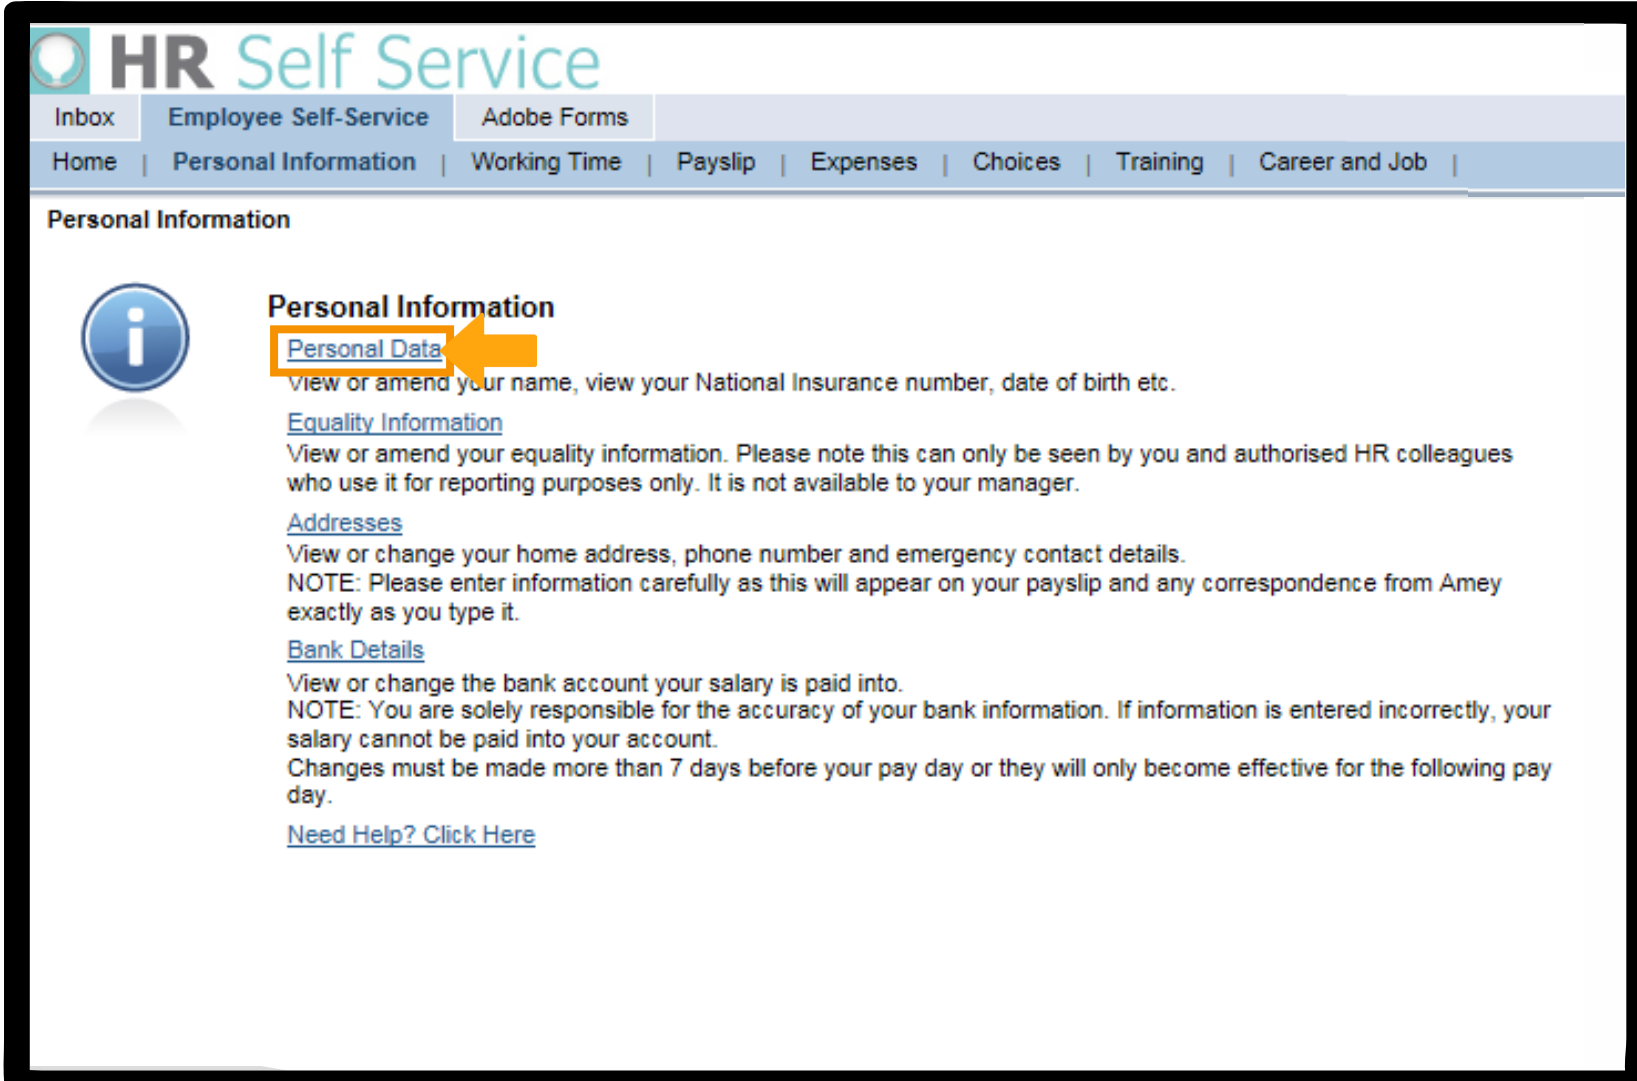 HR Self Service
Inbox Employee Self-Service Adobe Forms
Home | Personal Information | Working Time | Payslip | Expenses | Choices | Training | Career and Job |
Personal Information
Personal Information
Personal Data
View or amend your name, view your National Insurance number, date of birth etc.
Equality Information
View or amend your equality information. Please note this can only be seen by you and authorised HR colleagues
who use it for reporting purposes only. It is not available to your manager.
Addresses
View or change your home address, phone number and emergency contact details.
NOTE: Please enter information carefully as this will appear on your payslip and any correspondence from Amey
exactly as you type it.
Bank Details
View or change the bank account your salary is paid into.
NOTE: You are solely responsible for the accuracy of your bank information. If information is entered incorrectly, your
salary cannot be paid into your account.
Changes must be made more than 7 days before your pay day or they will only become effective for the following pay
day.
Need Help? Click Here